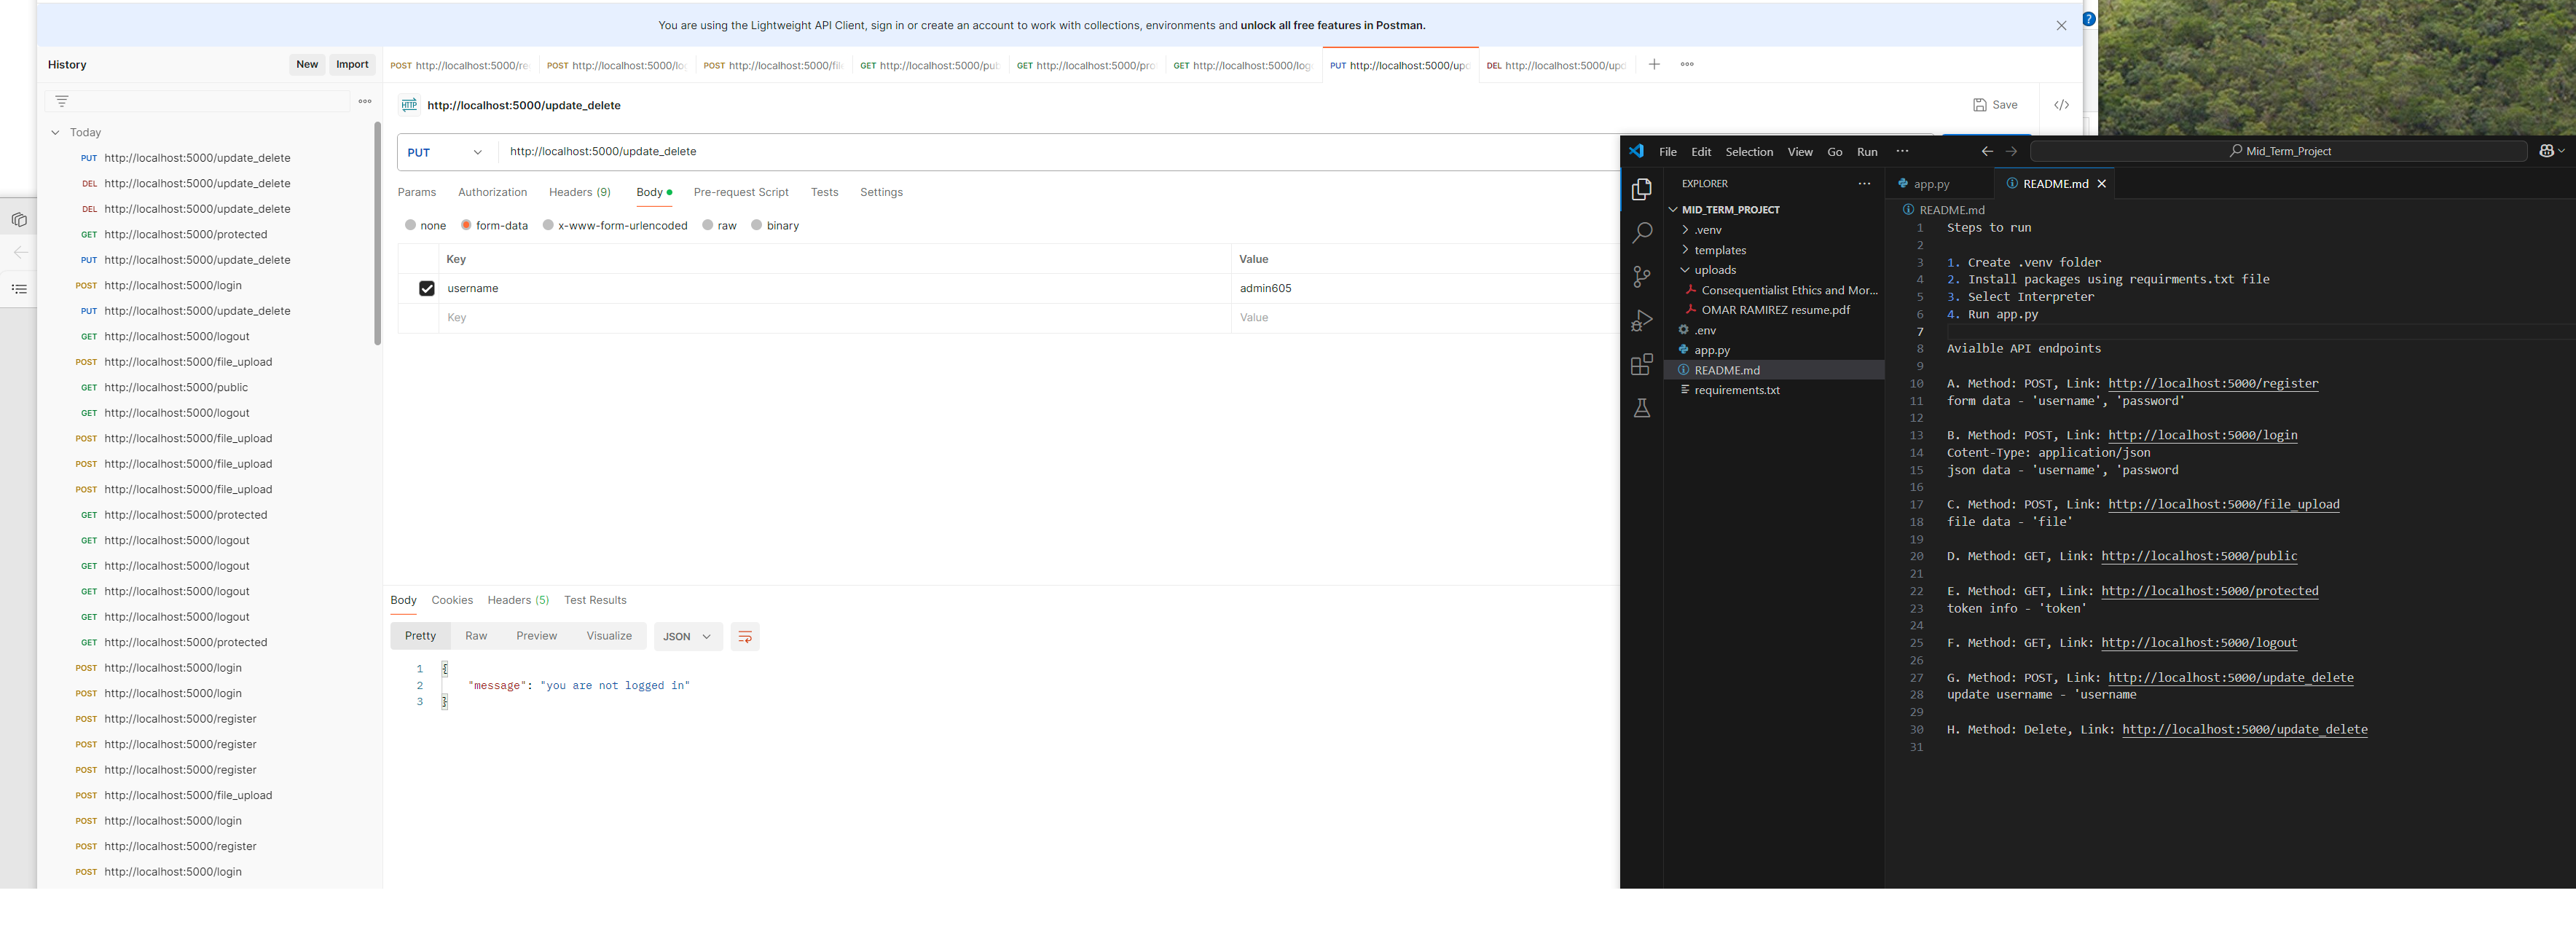 You are using the Lightweight API Client, sign in or create an account to work with collections, environments and unlock all free features in Postman.
History
New
Import
Today
PUT http://localhost:5000/update_delete
DEL http://localhost:5000/update_delete
DEL http://localhost:5000/update_delete
GET http://localhost:5000/protected
PUT http://localhost:5000/update_delete
POST http://localhost:5000/login
PUT http://localhost:5000/update_delete
GET http://localhost:5000/logout
POST http://localhost:5000/file_upload
GET http://localhost:5000/public
GET http://localhost:5000/logout
POST http://localhost:5000/file_upload
POST http://localhost:5000/file_upload
POST http://localhost:5000/file_upload
GET http://localhost:5000/protected
GET http://localhost:5000/logout
GET http://localhost:5000/logout
GET http://localhost:5000/logout
GET http://localhost:5000/logout
GET http://localhost:5000/protected
POST http://localhost:5000/login
POST http://localhost:5000/login
POST http://localhost:5000/register
POST http://localhost:5000/register
POST http://localhost:5000/register
POST http://localhost:5000/file_upload
POST http://localhost:5000/login
POST http://localhost:5000/register
POST http://localhost:5000/login
POST http://localhost:5000/re
POST http://localhost:5000/lo
POST http://localhost:5000/file
GET http://localhost:5000/pub
GET http://localhost:5000/pro
GET http://localhost:5000/log
PUT http://localhost:5000/upd
DEL http://localhost:5000/upd
HTTP http://localhost:5000/update_delete
Save
</>
PUT http://localhost:5000/update_delete
Params Authorization Headers (9) Body Pre-request Script Tests Settings
none form-data x-www-form-urlencoded raw binary
Key Value
username admin605
Key Value
Body Cookies Headers (5) Test Results
Pretty Raw Preview Visualize JSON
1 {
2 "message": "you are not logged in"
3 }
?
File Edit Selection View Go Run ...
Mid_Term_Project
EXPLORER
MID_TERM_PROJECT
.venv
templates
uploads
Consequentialist Ethics and Mor...
OMAR RAMIREZ resume.pdf
.env
app.py
README.md
requirements.txt
app.py
README.md
README.md
1 Steps to run
2
3 1. Create .venv folder
4 2. Install packages using requirments.txt file
5 3. Select Interpreter
6 4. Run app.py
7
8 Avialble API endpoints
9
10 A. Method: POST, Link: http://localhost:5000/register
11 form data - 'username', 'password'
12
13 B. Method: POST, Link: http://localhost:5000/login
14 Cotent-Type: application/json
15 json data - 'username', 'password
16
17 C. Method: POST, Link: http://localhost:5000/file_upload
18 file data - 'file'
19
20 D. Method: GET, Link: http://localhost:5000/public
21
22 E. Method: GET, Link: http://localhost:5000/protected
23 token info - 'token'
24
25 F. Method: GET, Link: http://localhost:5000/logout
26
27 G. Method: POST, Link: http://localhost:5000/update_delete
28 update username - 'username
29
30 H. Method: Delete, Link: http://localhost:5000/update_delete
31